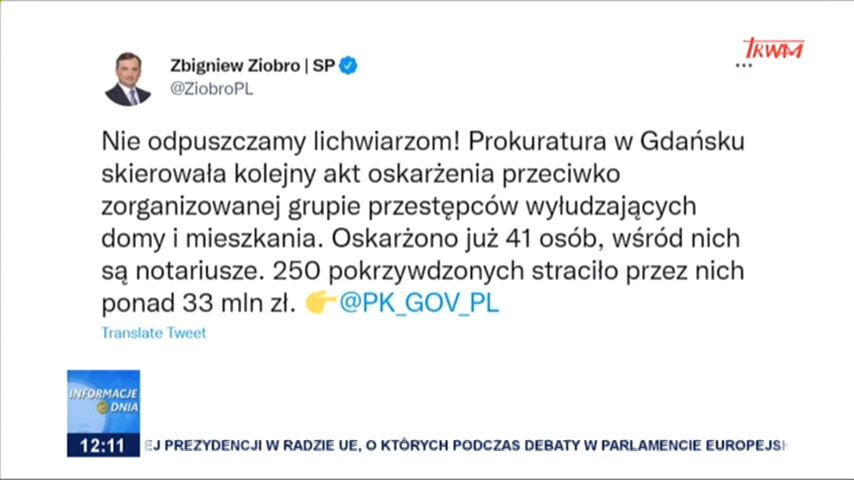 TRWAM
Zbigniew Ziobro | SP
@ZiobroPL
Nie odpuszczamy lichwiarzom! Prokuratura w Gdańsku
skierowała kolejny akt oskarżenia przeciwko
zorganizowanej grupie przestępców wyłudzających
domy i mieszkania. Oskarżono już 41 osób, wśród nich
są notariusze. 250 pokrzywdzonych straciło przez nich
ponad 33 mln zł. 👉@PK_GOV_PL
Translate Tweet
INFORMACJE
DNIA
12:11
EJ PREZYDENCJI W RADZIE UE, O KTÓRYCH PODCZAS DEBATY W PARLAMENCIE EUROPEJS